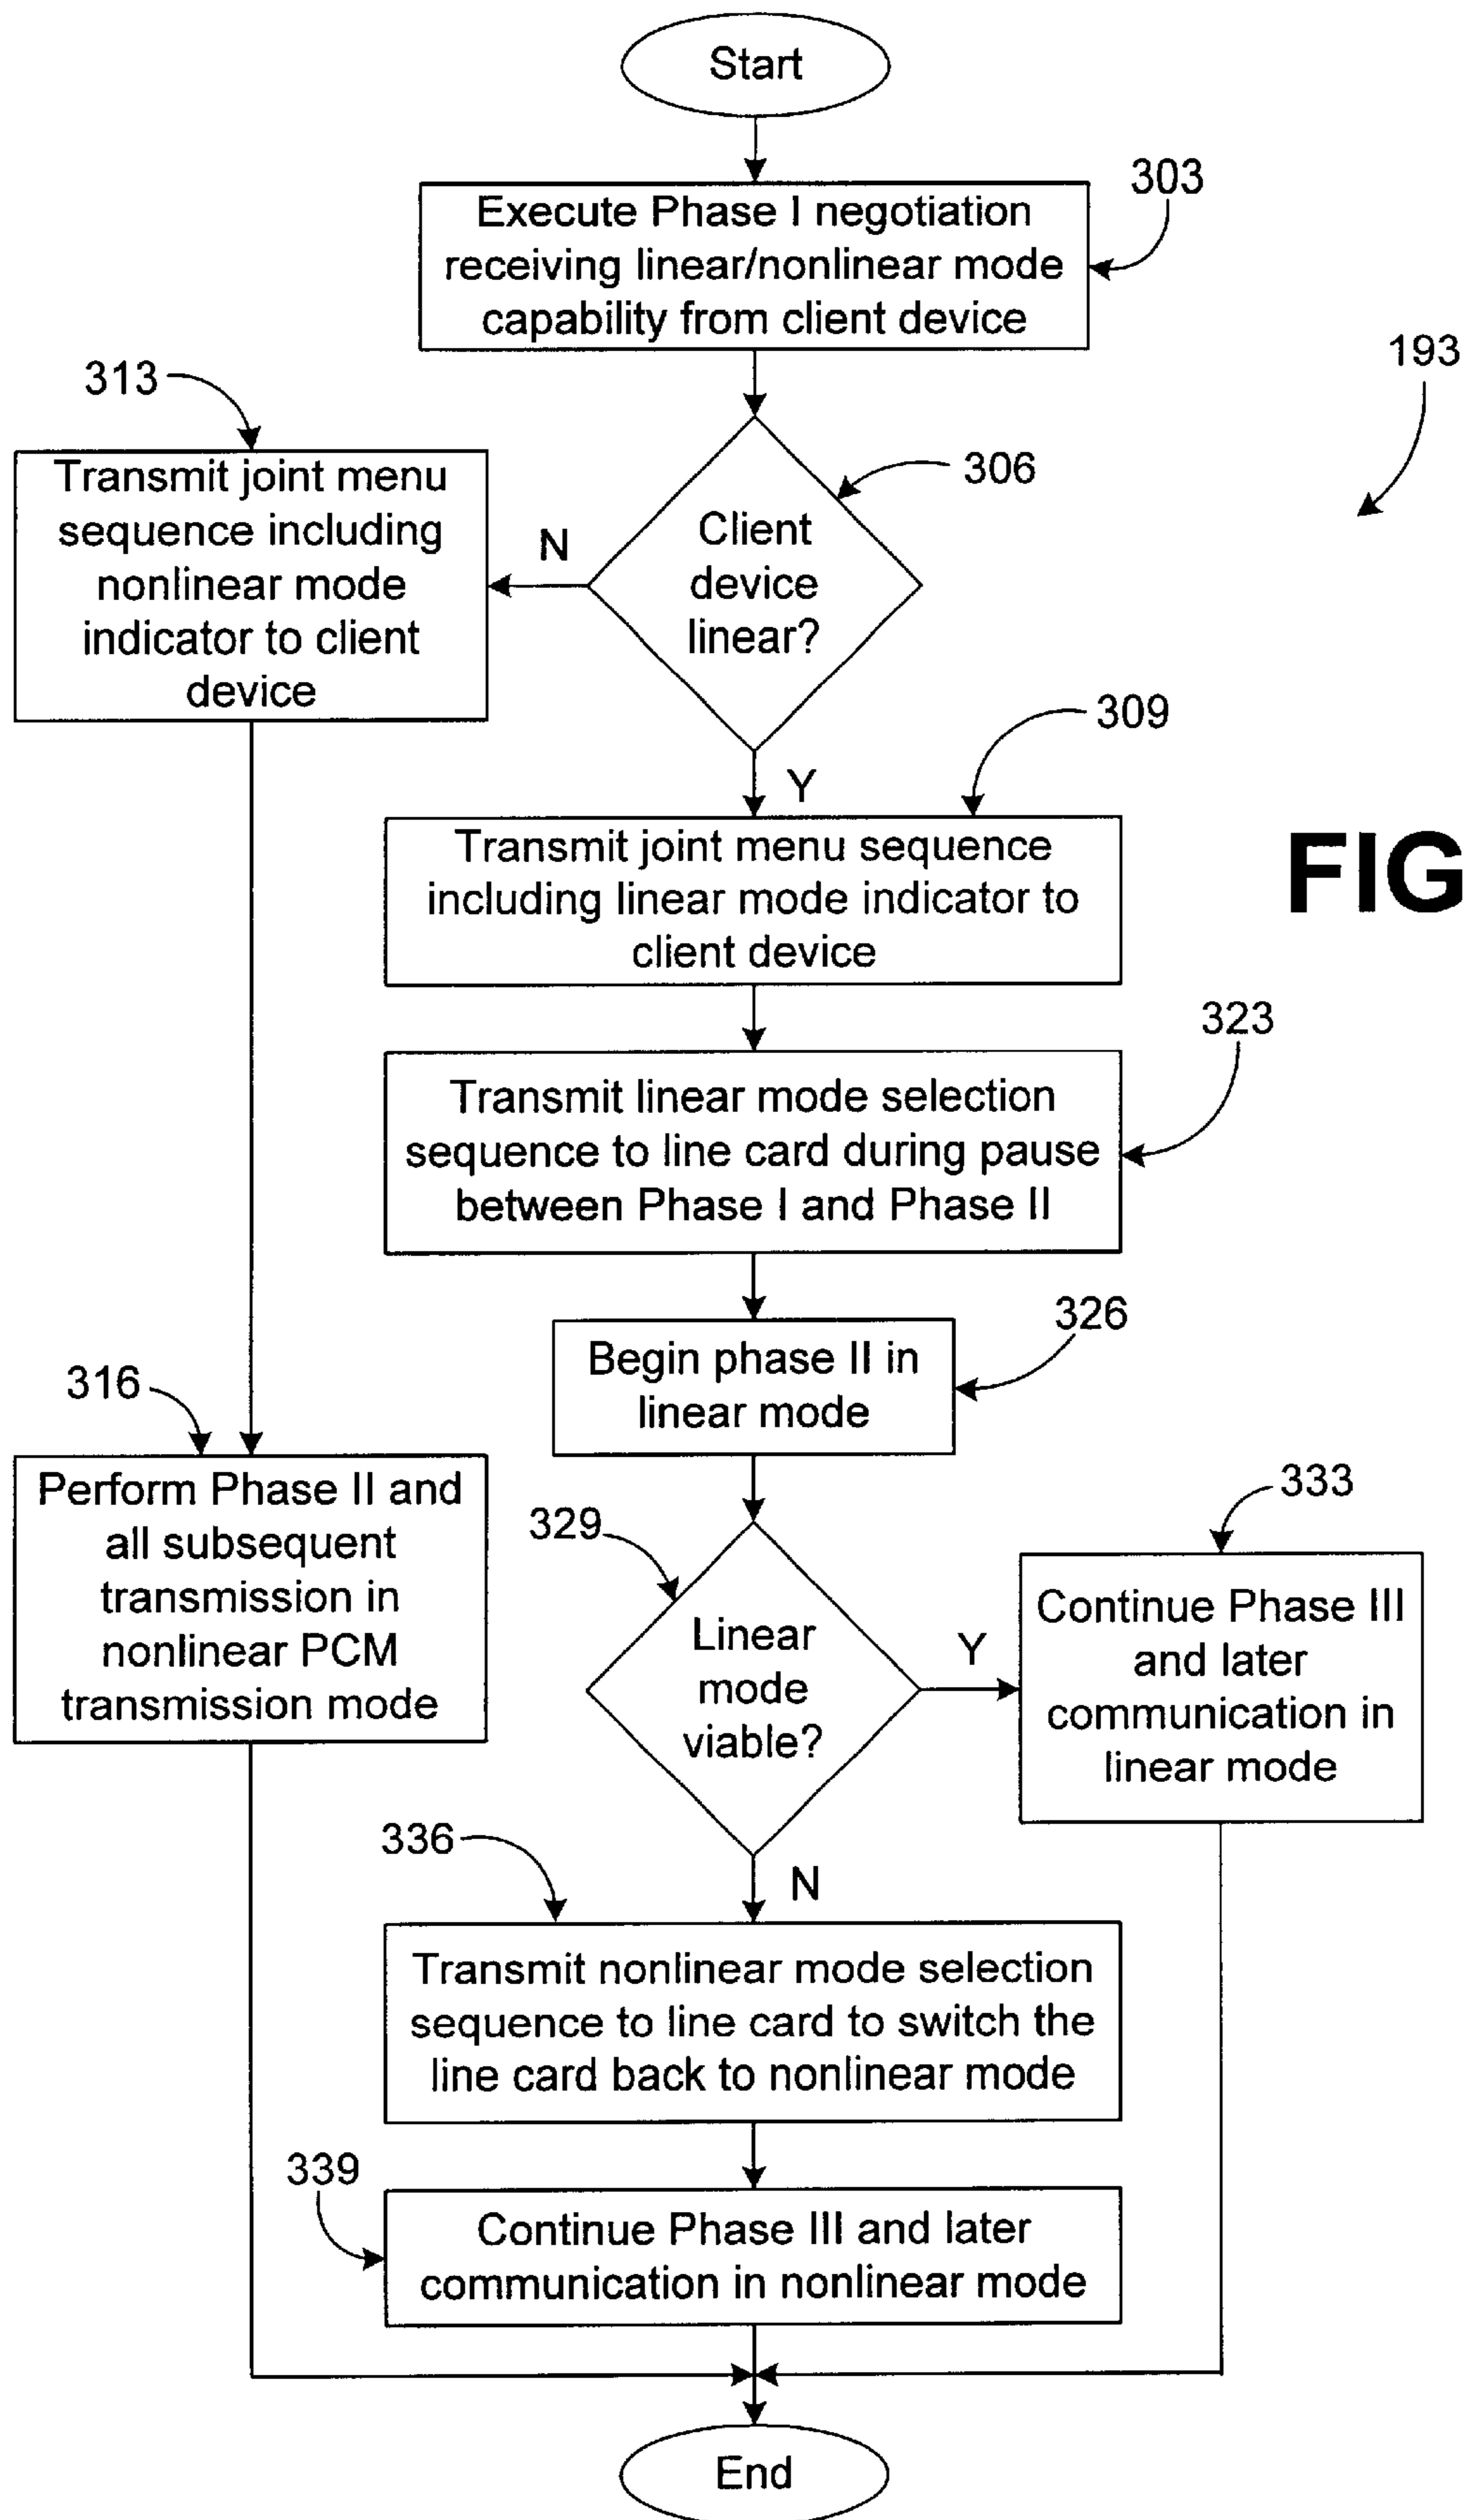 Start
303
Execute Phase I negotiation
receiving linear/nonlinear mode
capability from client device
193
313
306
Transmit joint menu
sequence including
nonlinear mode
indicator to client
device
N
Client
device
linear?
Y
309
Transmit joint menu sequence
including linear mode indicator to
client device
FIG
323
Transmit linear mode selection
sequence to line card during pause
between Phase I and Phase II
326
Begin phase II in
linear mode
316
Perform Phase II and
all subsequent
transmission in
nonlinear PCM
transmission mode
329
Linear
mode
viable?
Y
333
Continue Phase III
and later
communication in
linear mode
336
N
Transmit nonlinear mode selection
sequence to line card to switch the
line card back to nonlinear mode
339
Continue Phase III and later
communication in nonlinear mode
End